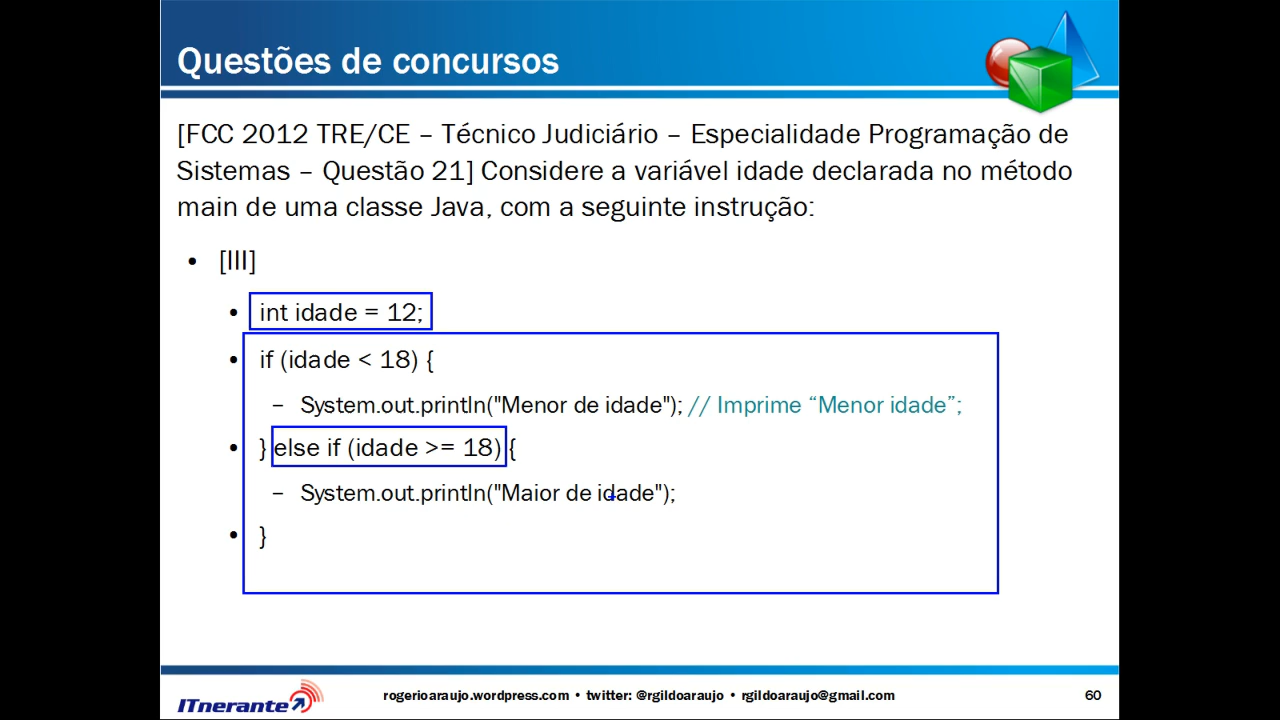 Questões de concursos
[FCC 2012 TRE/CE – Técnico Judiciário – Especialidade Programação de
Sistemas – Questão 21] Considere a variável idade declarada no método
main de uma classe Java, com a seguinte instrução:
• [III]
• int idade = 12;
• if (idade < 18) {
– System.out.println("Menor de idade"); // Imprime “Menor idade”;
• } else if (idade >= 18) {
– System.out.println("Maior de idade");
• }
ITnerante
rogerioaraujo.wordpress.com • twitter: @rgildoaraujo • rgildoaraujo@gmail.com
60